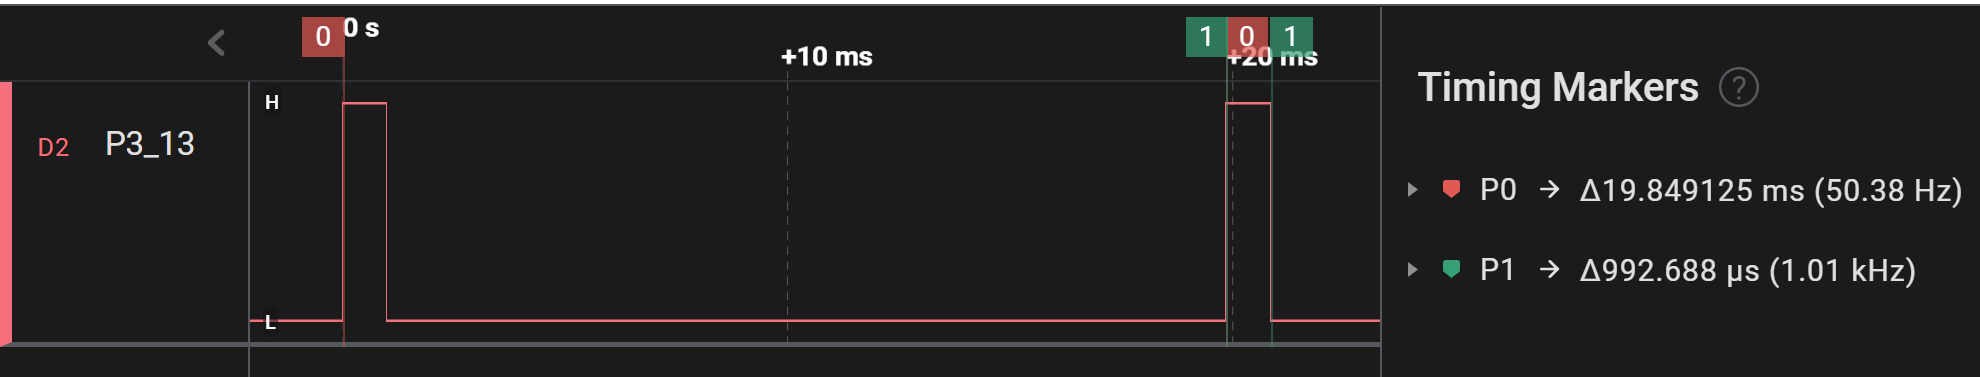 0 0 s
+10 ms
1 0 1
+20 ms
H
D2 P3_13
L
Timing Markers ?
P0 → Δ19.849125 ms (50.38 Hz)
P1 → Δ992.688 μs (1.01 kHz)